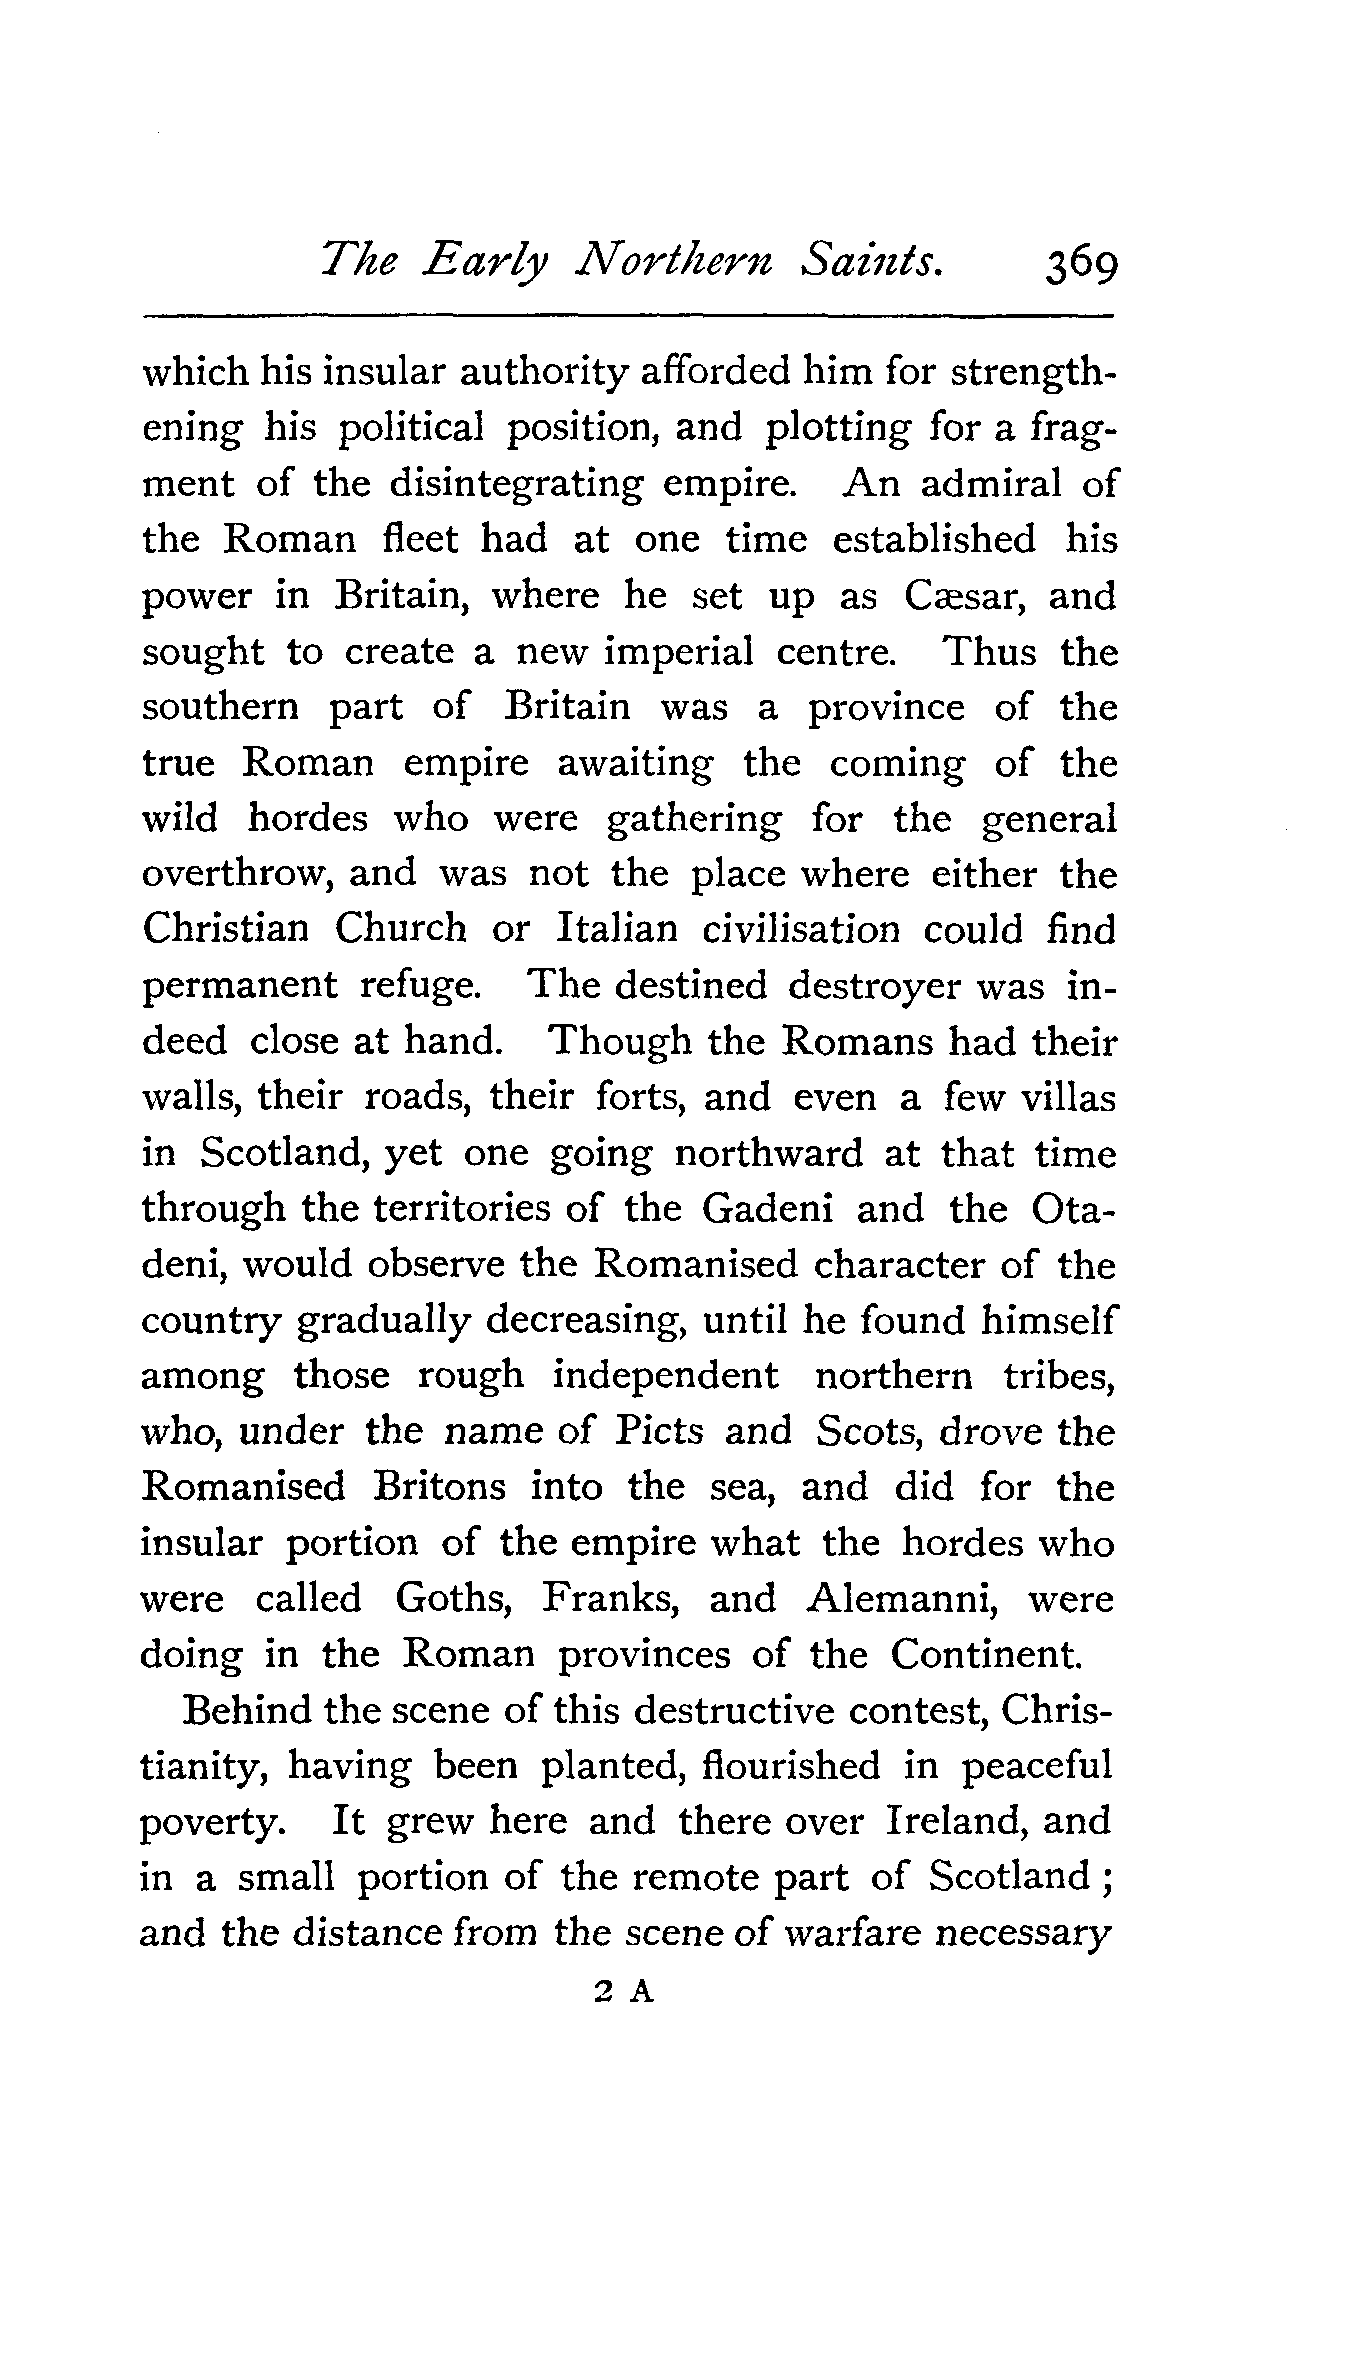 The Early Northern Saints. 369
which his insular authority afforded him for strength-
ening his political position, and plotting for a frag-
ment of the disintegrating empire. An admiral of
the Roman fleet had at one time established his
power in Britain, where he set up as Cæsar, and
sought to create a new imperial centre. Thus the
southern part of Britain was a province of the
true Roman empire awaiting the coming of the
wild hordes who were gathering for the general
overthrow, and was not the place where either the
Christian Church or Italian civilisation could find
permanent refuge. The destined destroyer was in-
deed close at hand. Though the Romans had their
walls, their roads, their forts, and even a few villas
in Scotland, yet one going northward at that time
through the territories of the Gadeni and the Ota-
deni, would observe the Romanised character of the
country gradually decreasing, until he found himself
among those rough independent northern tribes,
who, under the name of Picts and Scots, drove the
Romanised Britons into the sea, and did for the
insular portion of the empire what the hordes who
were called Goths, Franks, and Alemanni, were
doing in the Roman provinces of the Continent.
Behind the scene of this destructive contest, Chris-
tianity, having been planted, flourished in peaceful
poverty. It grew here and there over Ireland, and
in a small portion of the remote part of Scotland ;
and the distance from the scene of warfare necessary
2 A